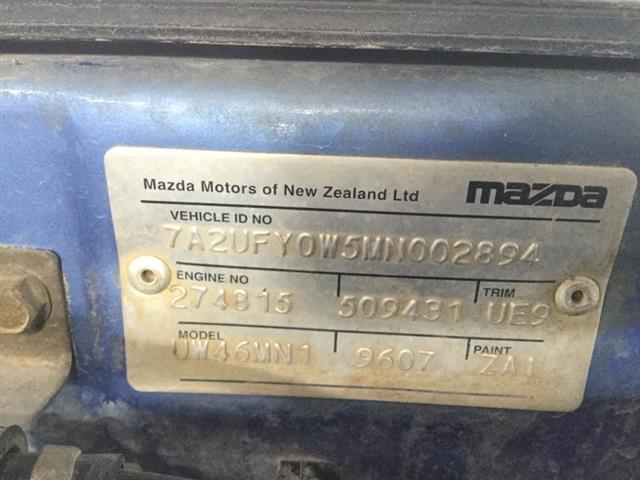 Mazda Motors of New Zealand Ltd mazda
VEHICLE ID NO
7A2UFY0W5MN002894
ENGINE NO TRIM
274815 509431 UE9
MODEL PAINT
UW46MN1 9607 ZA1